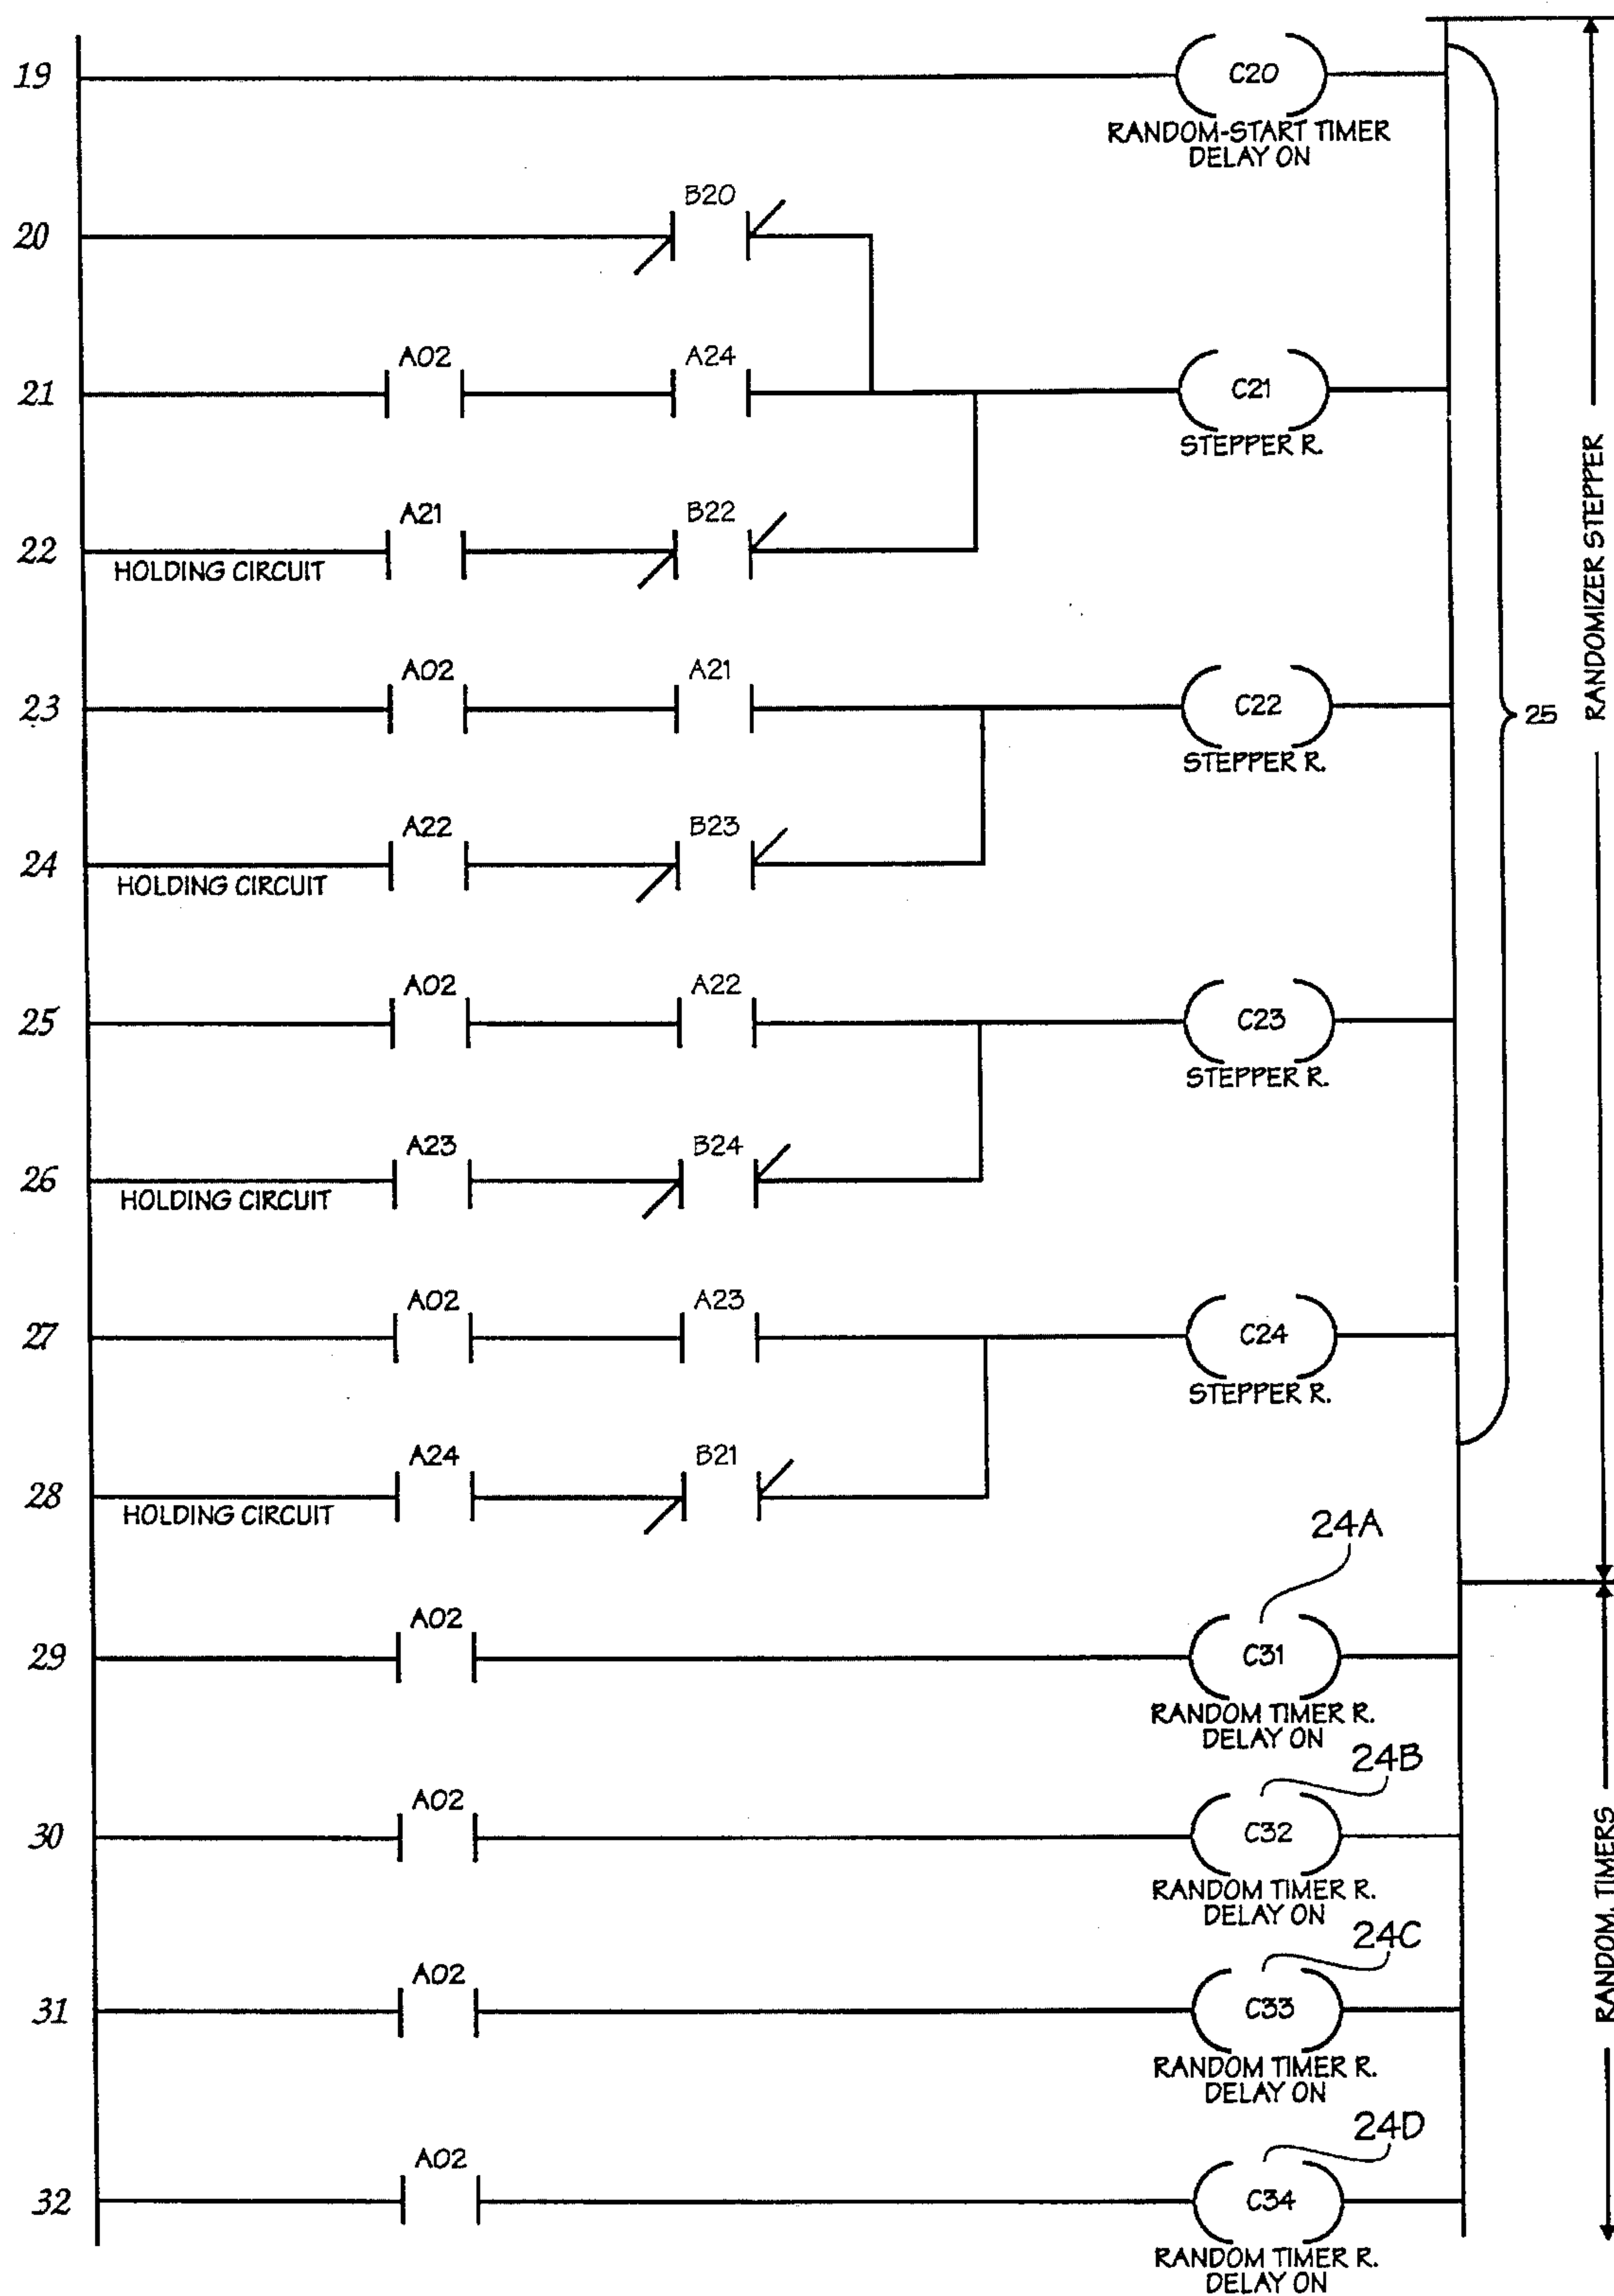 19
C20
RANDOM-START TIMER
DELAY ON
B20
20
A02 A24
21
C21
STEPPER R.
A21 B22
22
HOLDING CIRCUIT
A02 A21
23
C22
STEPPER R.
25
RANDOMIZER STEPPER
A22 B23
24
HOLDING CIRCUIT
A02 A22
25
C23
STEPPER R.
A23 B24
26
HOLDING CIRCUIT
A02 A23
27
C24
STEPPER R.
A24 B21
28
HOLDING CIRCUIT
24A
A02
29
C31
RANDOM TIMER R.
DELAY ON
24B
A02
30
C32
RANDOM TIMER R.
DELAY ON
24C
A02
31
C33
RANDOM TIMER R.
DELAY ON
RANDOM. TIMERS
24D
A02
32
C34
RANDOM TIMER R.
DELAY ON